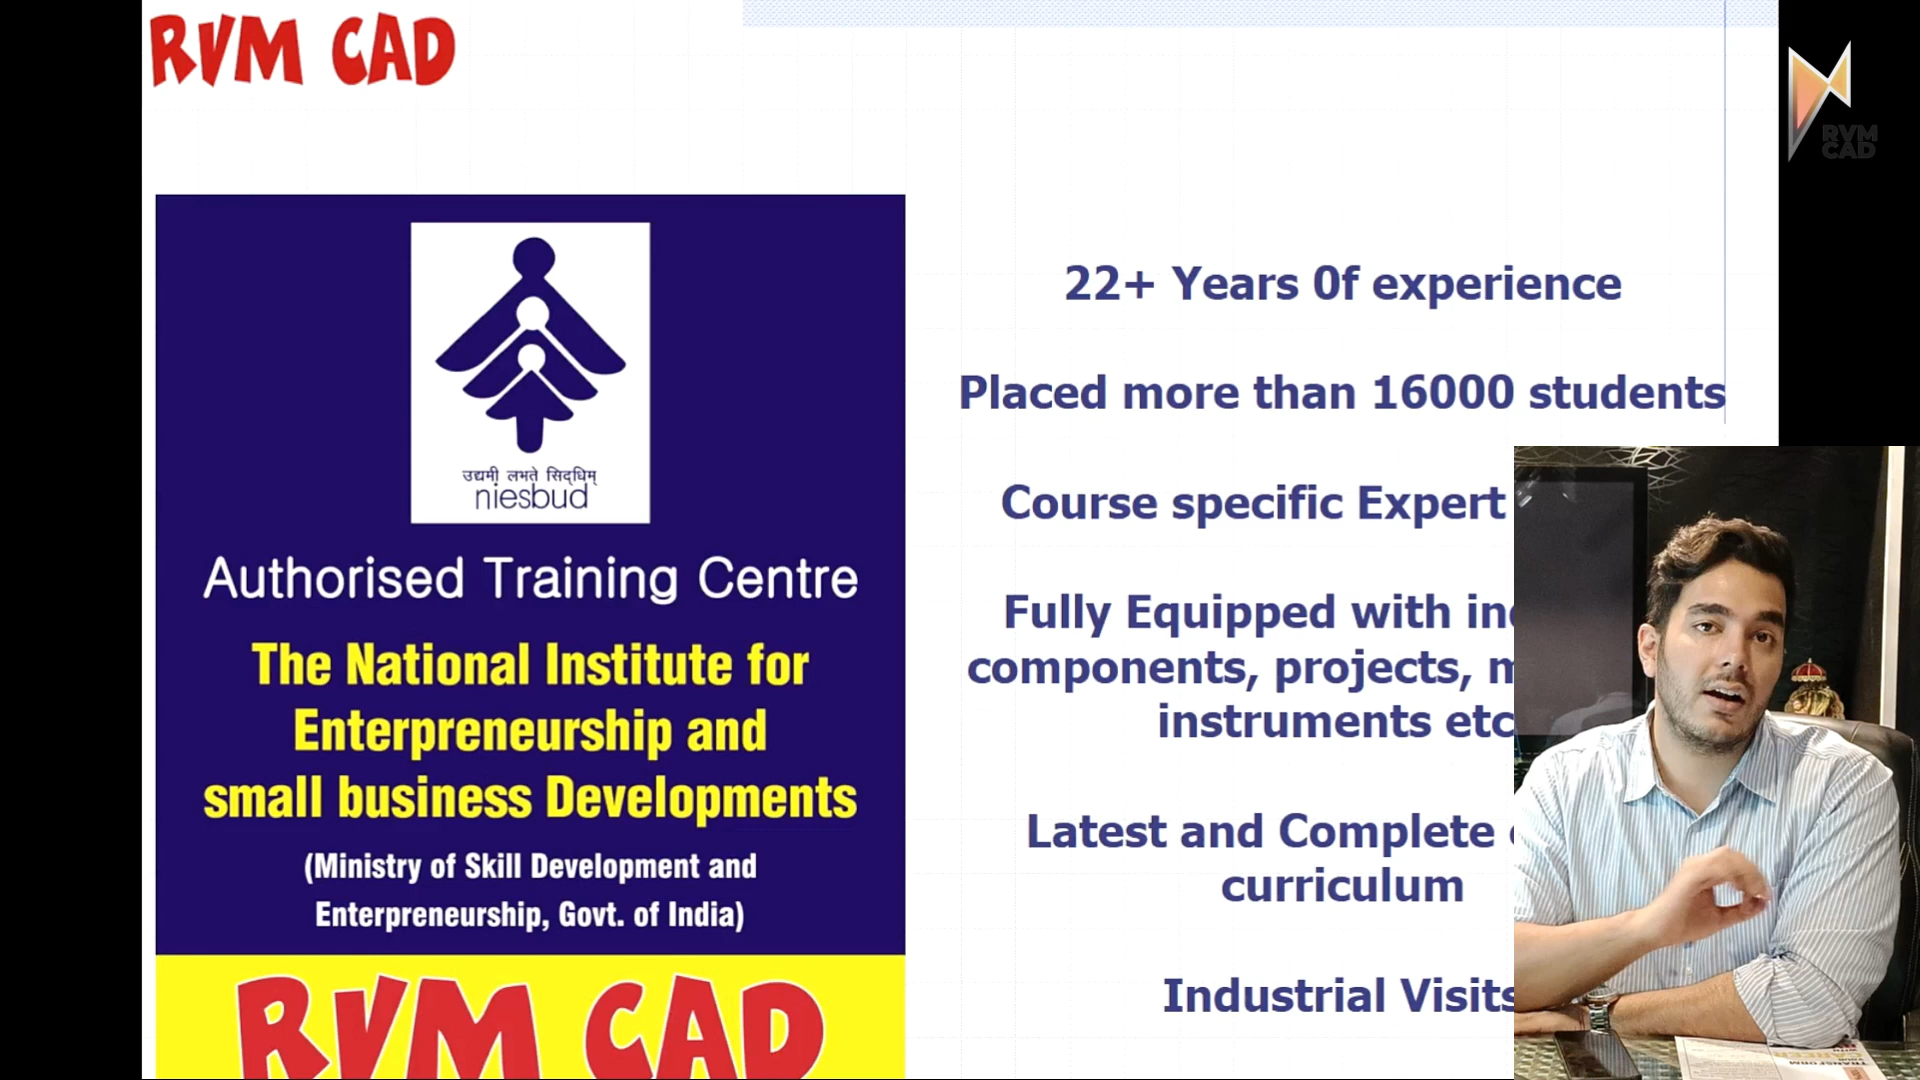 RVM CAD
RVM
CAD
उद्यमी लभते सिद्धिम्
niesbud
Authorised Training Centre
The National Institute for
Enterpreneurship and
small business Developments
(Ministry of Skill Development and
Enterpreneurship, Govt. of India)
RVM CAD
22+ Years 0f experience
Placed more than 16000 students
Course specific Expert
Fully Equipped with
components, projects,
instruments etc
Latest and Complete
curriculum
Industrial Visits
TRANSFORM
CAREER